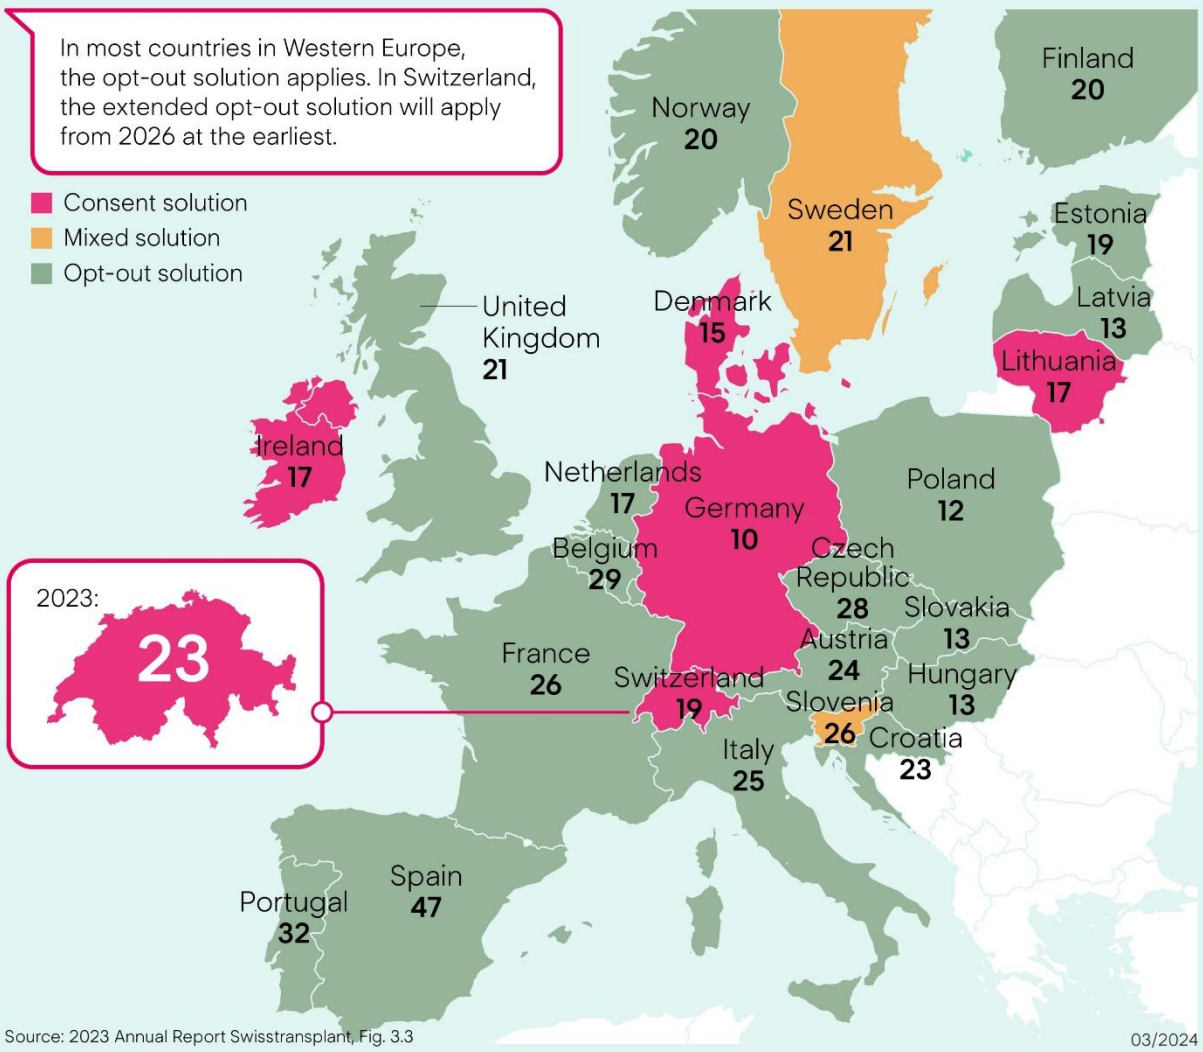 In most countries in Western Europe,
the opt-out solution applies. In Switzerland,
the extended opt-out solution will apply
from 2026 at the earliest.
Consent solution
Mixed solution
Opt-out solution
Finland
20
Norway
20
Sweden
21
Estonia
19
Latvia
13
Lithuania
17
Denmark
15
United
Kingdom
21
Ireland
17
Netherlands
17
Germany
10
Poland
12
Belgium
29
Czech
Republic
28
Slovakia
13
2023:
23
France
26
Switzerland
19
Austria
24
Hungary
13
Slovenia
26
Croatia
23
Italy
25
Spain
47
Portugal
32
Source: 2023 Annual Report Swisstransplant, Fig. 3.3
03/2024